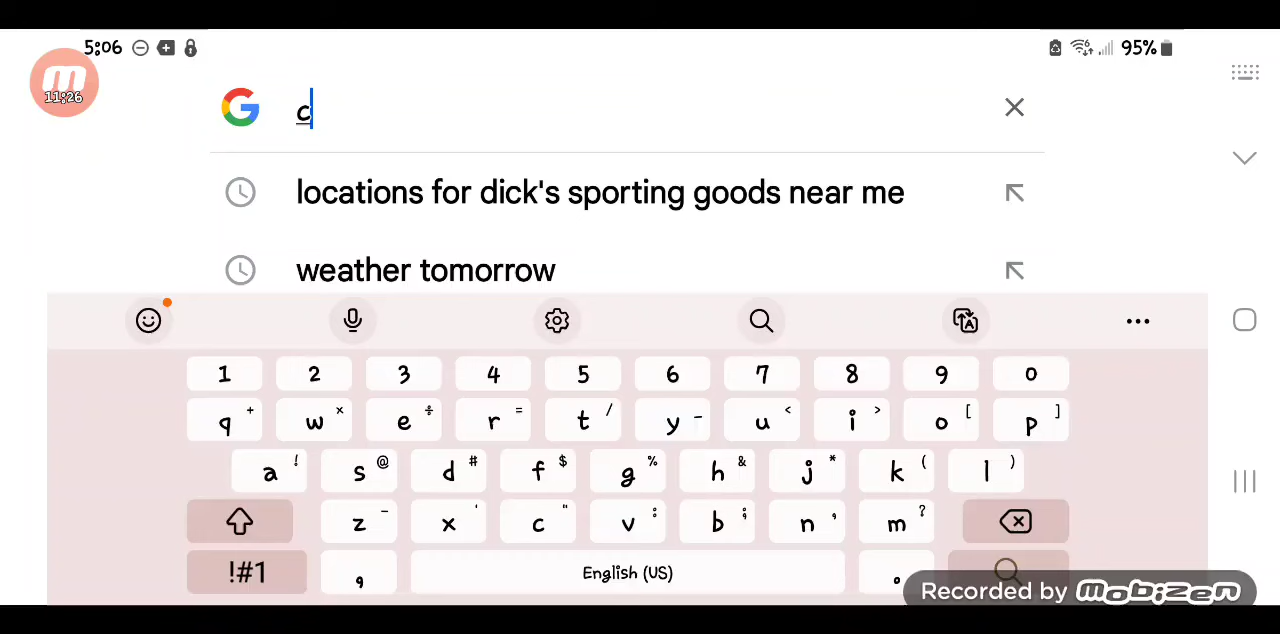 5:06 95%
11:26
c
locations for dick's sporting goods near me
weather tomorrow
1 2 3 4 5 6 7 8 9 0
q + w × e ÷ r = t / y - u < i > o [ p ]
a ! s @ d # f $ g % h & j * k ( l )
z - x ' c " v : b ; n , m ?
!#1 , English (US) .
Recorded by mobizen